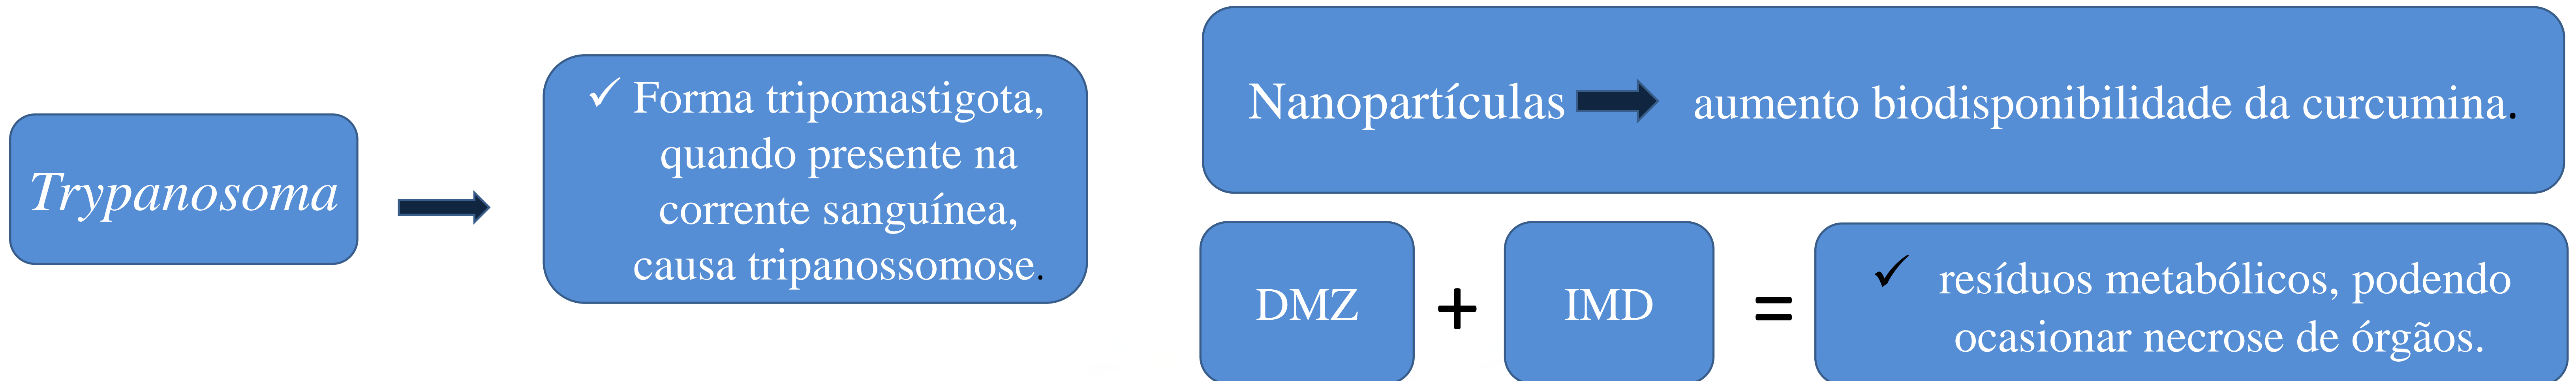 Trypanosoma
✓ Forma tripomastigota,
quando presente na
corrente sanguínea,
causa tripanossomose.
Nanopartículas aumento biodisponibilidade da curcumina.
DMZ + IMD =
✓ resíduos metabólicos, podendo
ocasionar necrose de órgãos.